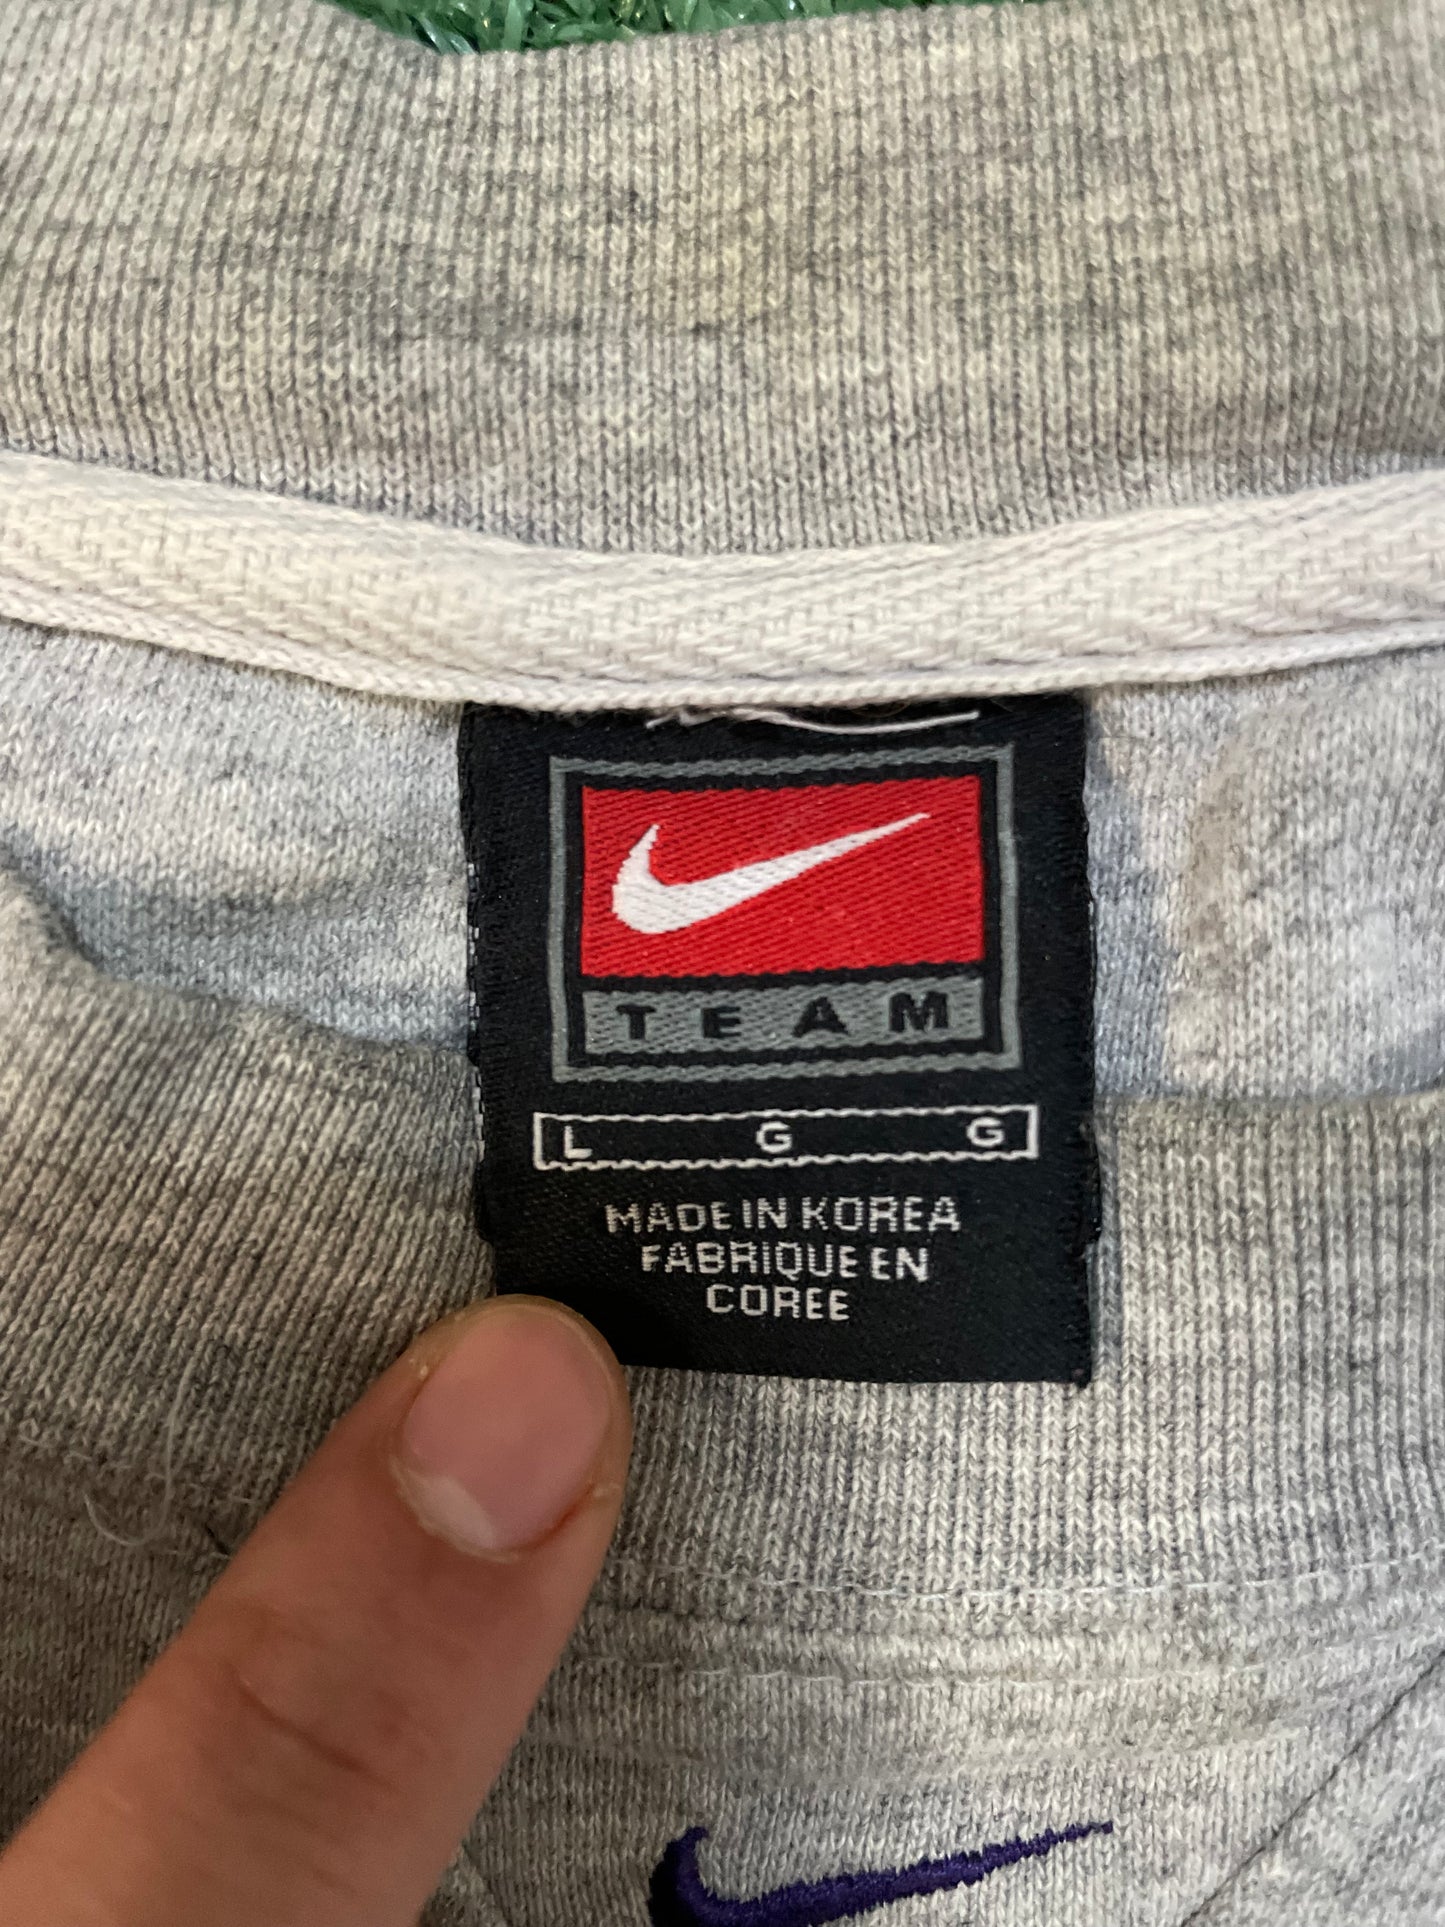 TEAM
L G G
MADE IN KOREA
FABRIQUE EN
COREE